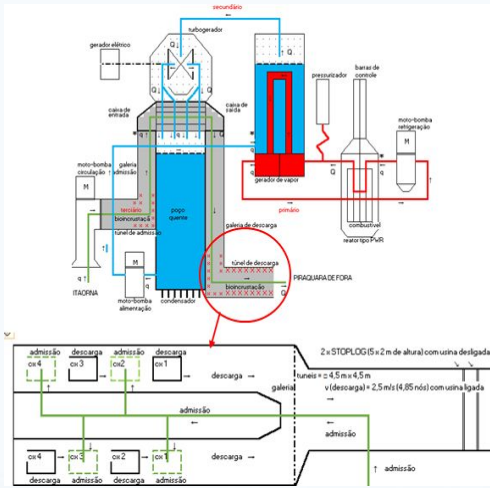 secundário
turbogerador
gerador elétrico
Q
Q
Q
pressurizador
barras de
controle
caixa de
entrada
caixa de
saída
moto-bomba
refrigeração
M
moto-bomba
circulação
M
galeria
admissão
gerador de vapor
primário
combustível
reator tipo PWR
terciário
bioincrustação
túnel de admissão
poço
quente
galeria de descarga
túnel de descarga
bioincrustação
PIRAQUARA DE FORA
Q
ITAORNA
q
M
moto-bomba
alimentação
condensador
admissão descarga admissão descarga
cx 4 cx 3 cx 2 cx 1
descarga
descarga
galeria
2 x STOPLOG (5 x 2 m de altura) com usina desligada
tuneis = ≅ 4,5 m x 4,5 m
v (descarga) = 2,5 m/s (4,85 nós) com usina ligada
admissão
admissão
cx 4 cx 3 cx 2 cx 1
descarga
descarga
descarga admissão descarga admissão
admissão